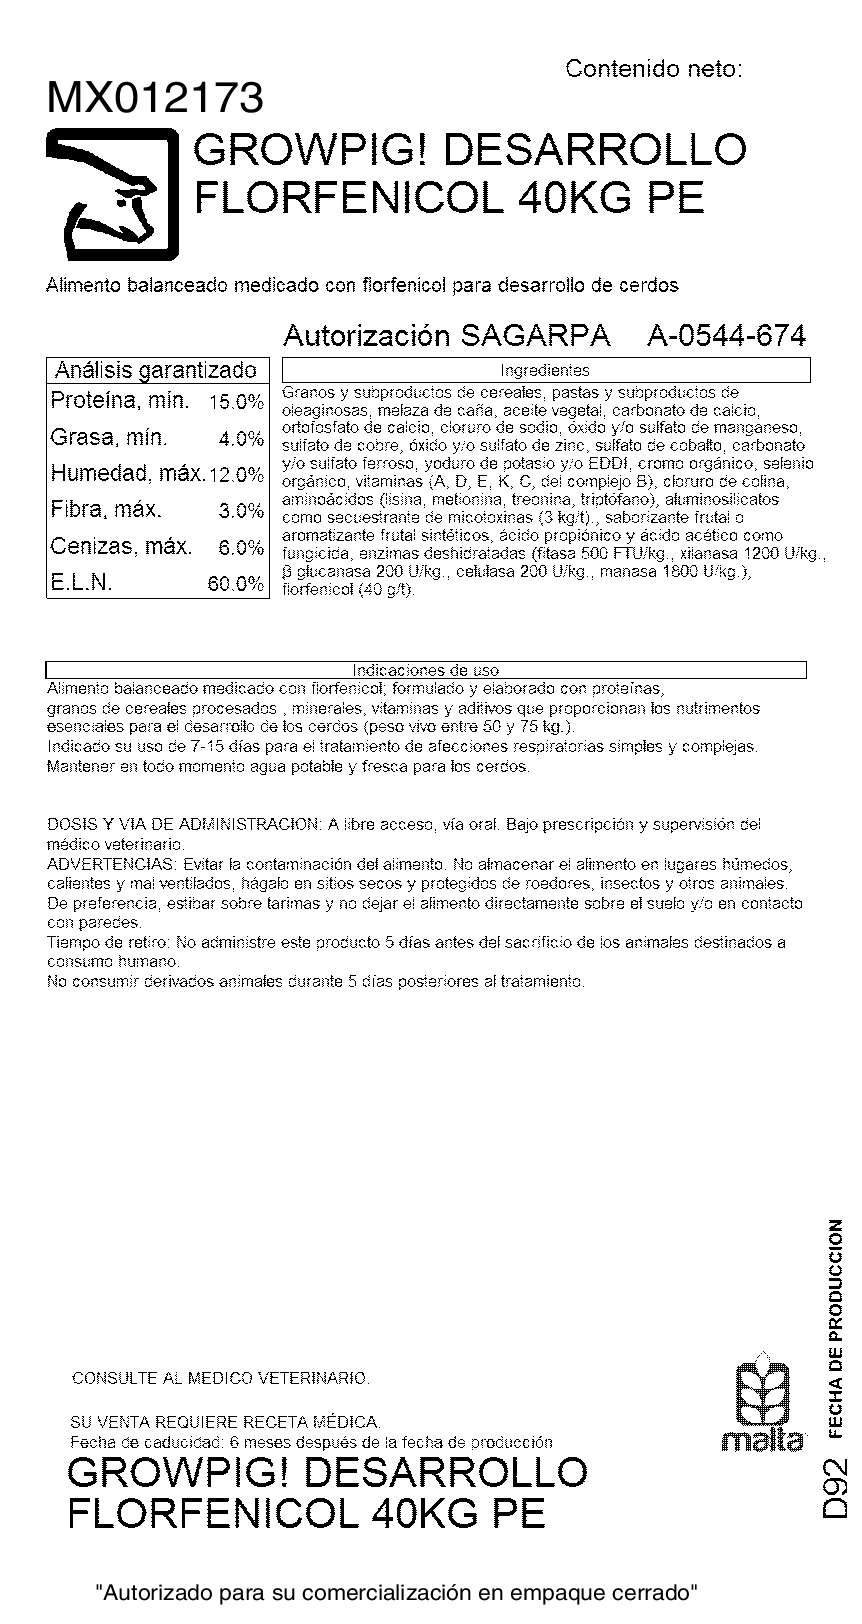 Contenido neto:
MX012173
GROWPIG! DESARROLLO
FLORFENICOL 40KG PE
Alimento balanceado medicado con florfenicol para desarrollo de cerdos
Autorización SAGARPA A-0544-674
Análisis garantizado
Proteína, mín. 15.0%
Grasa, mín. 4.0%
Humedad, máx. 12.0%
Fibra, máx. 3.0%
Cenizas, máx. 6.0%
E.L.N. 60.0%
Ingredientes
Granos y subproductos de cereales, pastas y subproductos de
oleaginosas, melaza de caña, aceite vegetal, carbonato de calcio,
ortofosfato de calcio, cloruro de sodio, óxido y/o sulfato de manganeso,
sulfato de cobre, óxido y/o sulfato de zinc, sulfato de cobalto, carbonato
y/o sulfato ferroso, yoduro de potasio y/o EDDI, cromo orgánico, selenio
orgánico, vitaminas (A, D, E, K, C, del complejo B), cloruro de colina,
aminoácidos (lisina, metionina, treonina, triptófano), aluminosilicatos
como secuestrante de micotoxinas (3 kg/t)., saborizante frutal o
aromatizante frutal sintéticos, ácido propiónico y ácido acético como
fungicida, enzimas deshidratadas (fitasa 500 FTU/kg., xilanasa 1200 U/kg.,
β glucanasa 200 U/kg., celulasa 200 U/kg., manasa 1800 U/kg.),
florfenicol (40 g/t).
Indicaciones de uso
Alimento balanceado medicado con florfenicol; formulado y elaborado con proteínas,
granos de cereales procesados , minerales, vitaminas y aditivos que proporcionan los nutrimentos
esenciales para el desarrollo de los cerdos (peso vivo entre 50 y 75 kg.).
Indicado su uso de 7-15 días para el tratamiento de afecciones respiratorias simples y complejas.
Mantener en todo momento agua potable y fresca para los cerdos.
DOSIS Y VIA DE ADMINISTRACION: A libre acceso, vía oral. Bajo prescripción y supervisión del
médico veterinario.
ADVERTENCIAS: Evitar la contaminación del alimento. No almacenar el alimento en lugares húmedos,
calientes y mal ventilados, hágalo en sitios secos y protegidos de roedores, insectos y otros animales.
De preferencia, estibar sobre tarimas y no dejar el alimento directamente sobre el suelo y/o en contacto
con paredes.
Tiempo de retiro: No administre este producto 5 días antes del sacrificio de los animales destinados a
consumo humano.
No consumir derivados animales durante 5 días posteriores al tratamiento.
FECHA DE PRODUCCION
D92
CONSULTE AL MEDICO VETERINARIO.
SU VENTA REQUIERE RECETA MÉDICA.
Fecha de caducidad: 6 meses después de la fecha de producción
malta
GROWPIG! DESARROLLO
FLORFENICOL 40KG PE
"Autorizado para su comercialización en empaque cerrado"